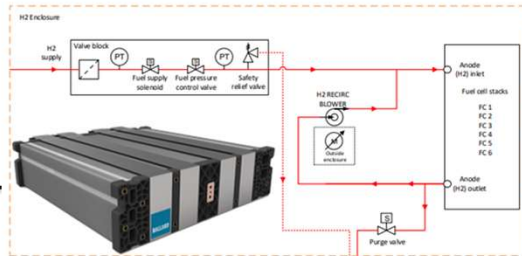 H2 Enclosure
H2
supply
Valve block
PT
S
S
PT
Fuel supply
solenoid
Fuel pressure
control valve
Safety
relief valve
H2 RECIRC
BLOWER
M
Outside
enclosure
Anode
(H2) inlet
Fuel cell stacks
FC 1
FC 2
FC 3
FC 4
FC 5
FC 6
Anode
(H2) outlet
S
Purge valve
BALLARD